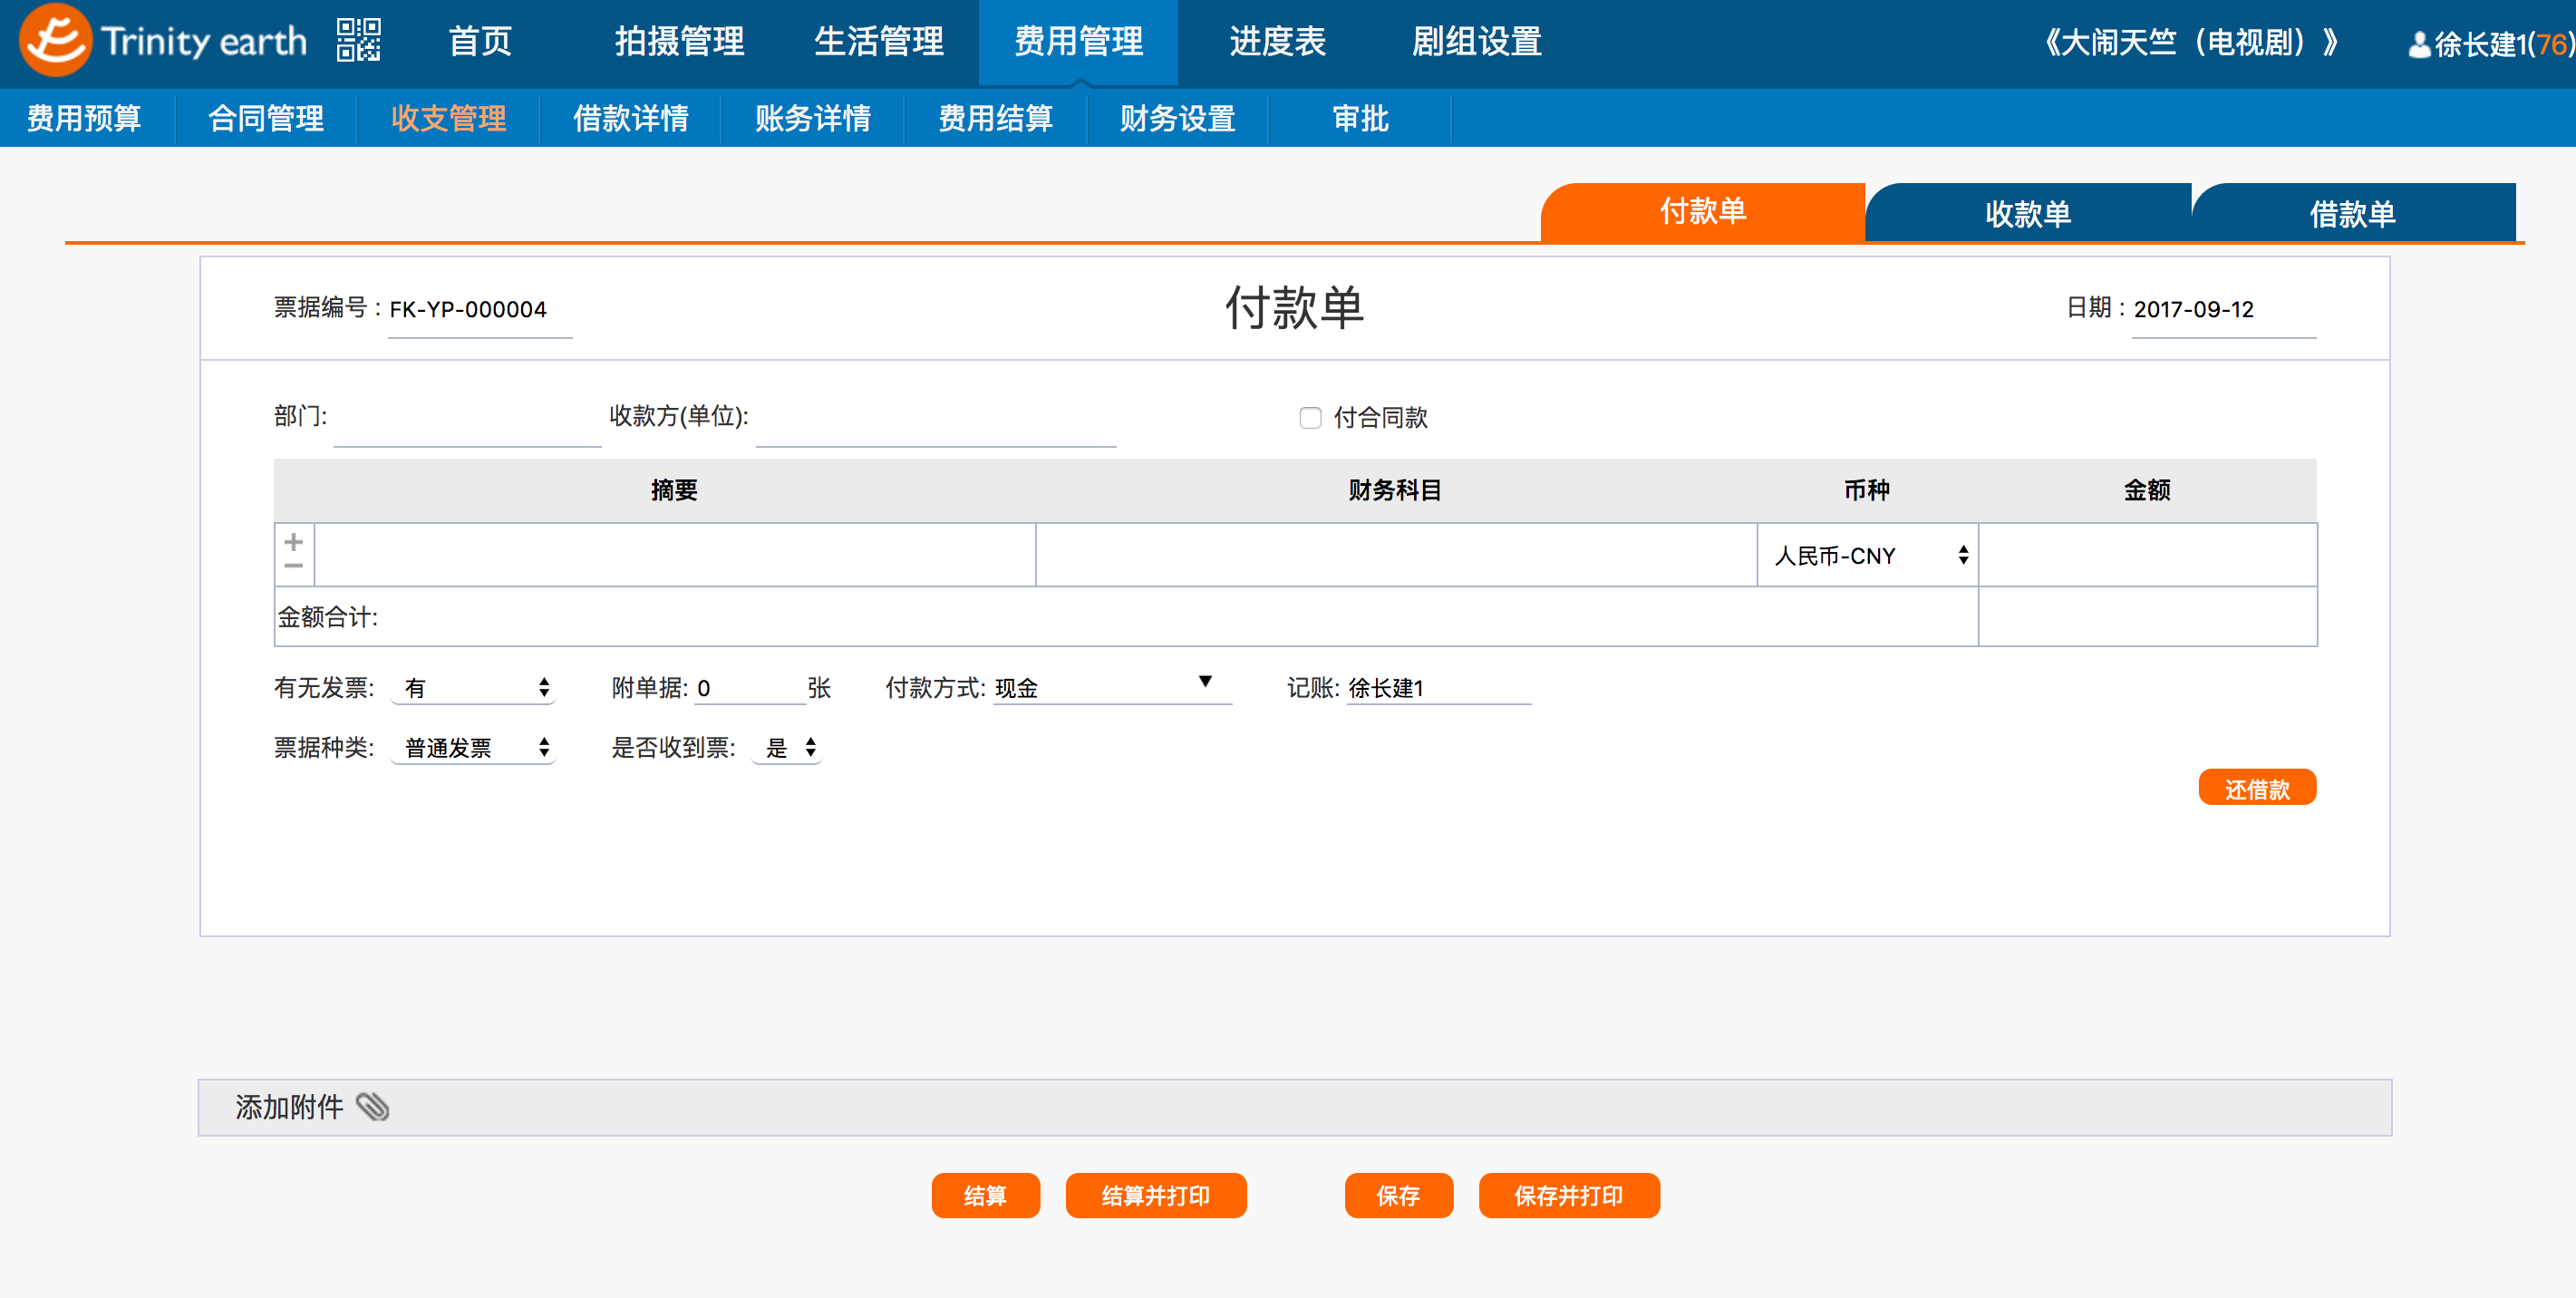 Trinity earth 首页 拍摄管理 生活管理 费用管理 进度表 剧组设置 《大闹天竺（电视剧）》 徐长建1(76)
费用预算 合同管理 收支管理 借款详情 账务详情 费用结算 财务设置 审批
付款单 收款单 借款单
票据编号：FK-YP-000004 付款单 日期：2017-09-12
部门: 收款方(单位): 付合同款
摘要 财务科目 币种 金额
人民币-CNY
金额合计:
有无发票: 有 附单据: 0 张 付款方式: 现金 记账: 徐长建1
票据种类: 普通发票 是否收到票: 是
还借款
添加附件
结算 结算并打印 保存 保存并打印